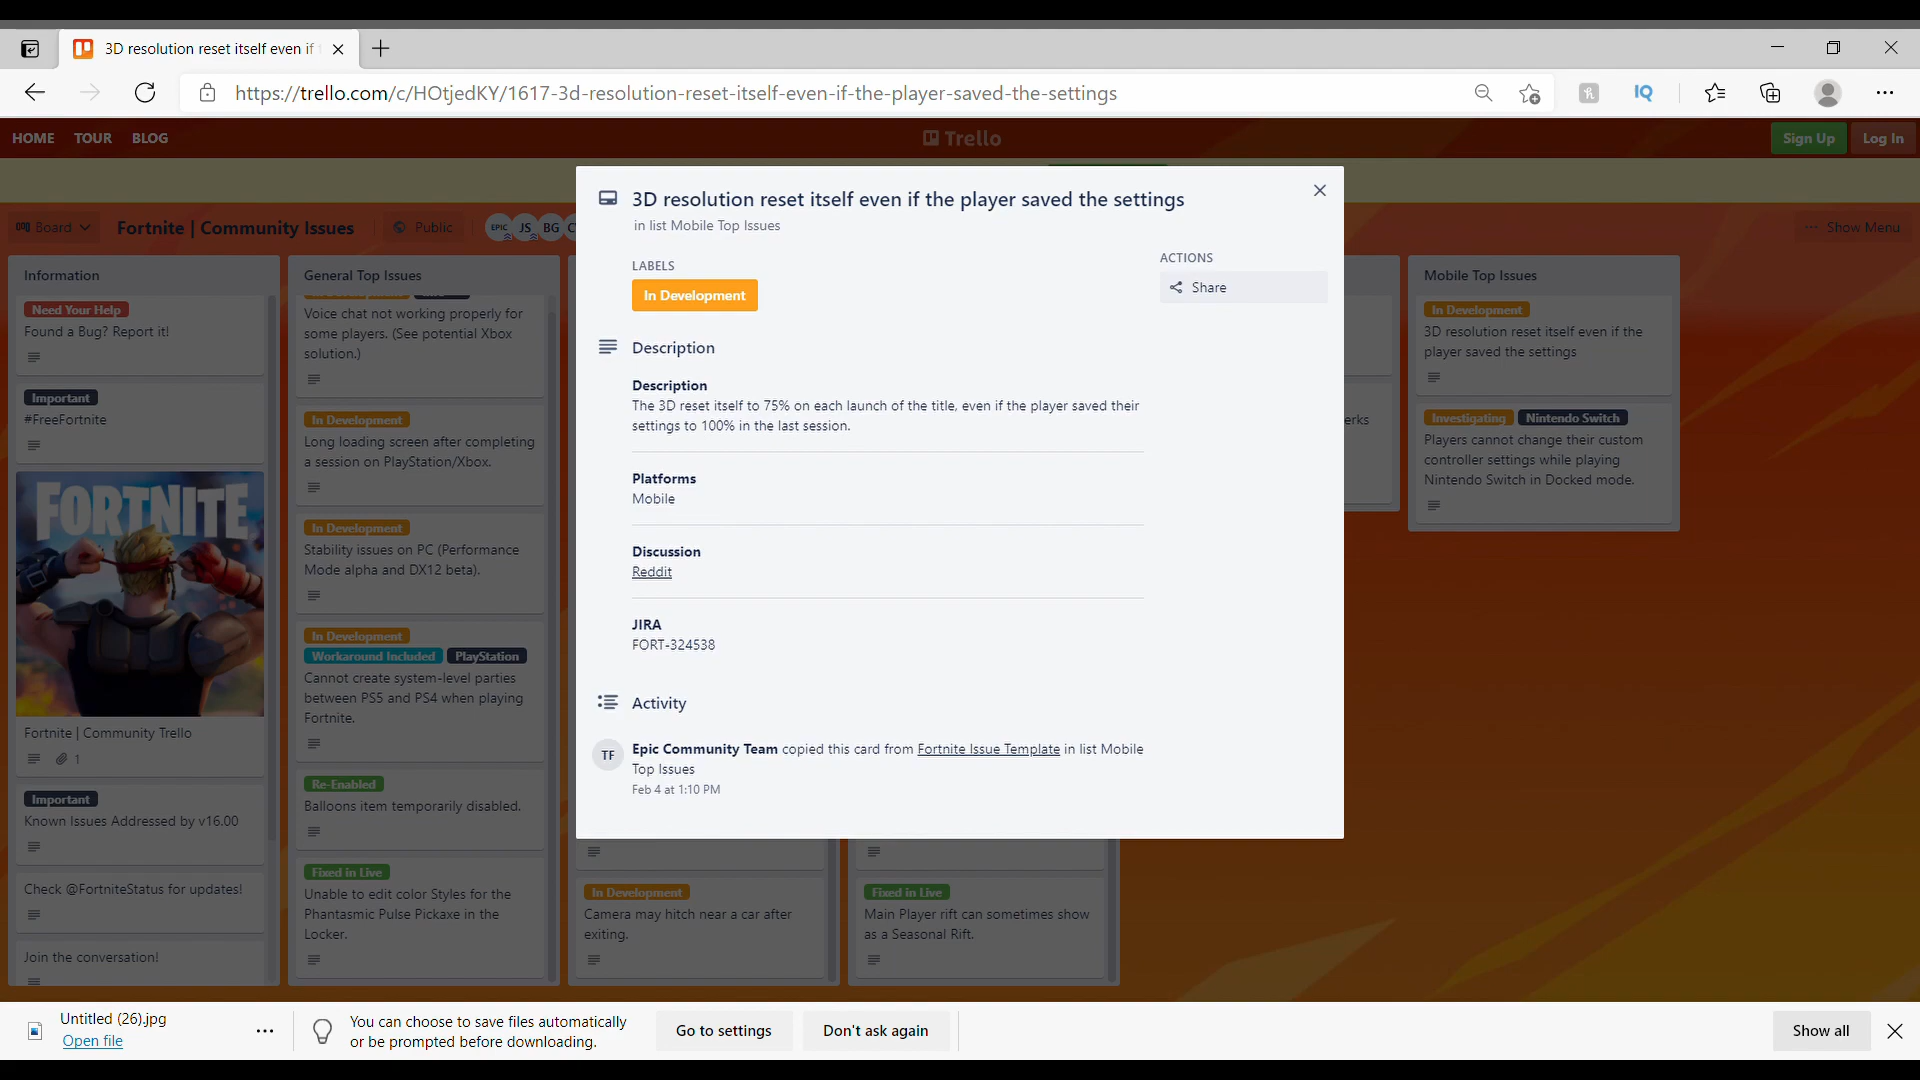 3D resolution reset itself even if
https://trello.com/c/HOtjedKY/1617-3d-resolution-reset-itself-even-if-the-player-saved-the-settings
IQ
HOME TOUR BLOG
Trello
Sign Up Log In
Board
Fortnite | Community Issues
Public
EPIC JS BG
Show Menu
Information
Need Your Help
Found a Bug? Report it!
Important
#FreeFortnite
FORTNITE
Fortnite | Community Trello
1
Important
Known Issues Addressed by v16.00
Check @FortniteStatus for updates!
Join the conversation!
General Top Issues
Voice chat not working properly for
some players. (See potential Xbox
solution.)
In Development
Long loading screen after completing
a session on PlayStation/Xbox.
In Development
Stability issues on PC (Performance
Mode alpha and DX12 beta).
In Development
Workaround Included PlayStation
Cannot create system-level parties
between PS5 and PS4 when playing
Fortnite.
Re-Enabled
Balloons item temporarily disabled.
Fixed in Live
Unable to edit color Styles for the
Phantasmic Pulse Pickaxe in the
Locker.
3D resolution reset itself even if the player saved the settings
in list Mobile Top Issues
LABELS
In Development
ACTIONS
Share
Description
Description
The 3D reset itself to 75% on each launch of the title, even if the player saved their
settings to 100% in the last session.
Platforms
Mobile
Discussion
Reddit
JIRA
FORT-324538
Activity
TF
Epic Community Team copied this card from Fortnite Issue Template in list Mobile
Top Issues
Feb 4 at 1:10 PM
In Development
Camera may hitch near a car after
exiting.
Fixed in Live
Main Player rift can sometimes show
as a Seasonal Rift.
erks
Mobile Top Issues
In Development
3D resolution reset itself even if the
player saved the settings
Investigating Nintendo Switch
Players cannot change their custom
controller settings while playing
Nintendo Switch in Docked mode.
Untitled (26).jpg
Open file
You can choose to save files automatically
or be prompted before downloading.
Go to settings
Don't ask again
Show all